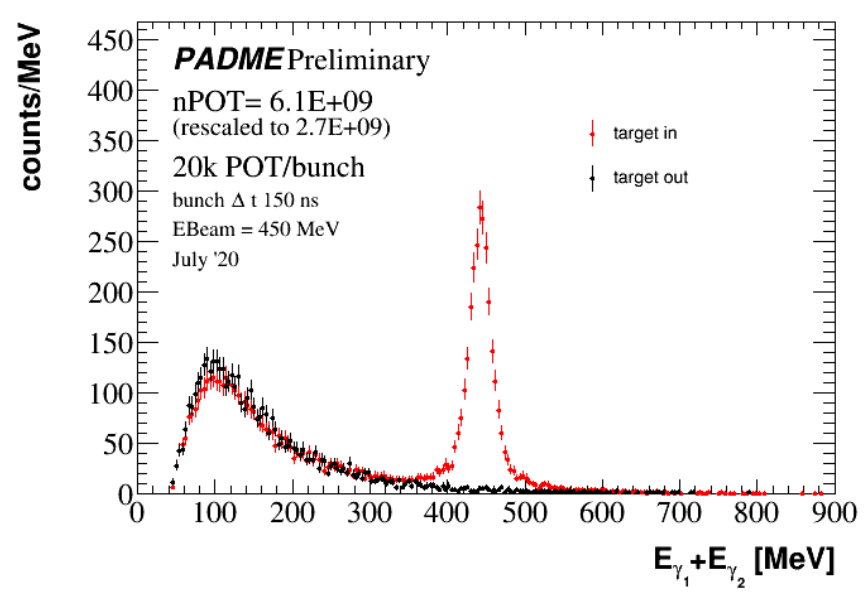 counts/MeV
450
400
350
300
250
200
150
100
50
0
PADME Preliminary
nPOT= 6.1E+09
(rescaled to 2.7E+09)
20k POT/bunch
bunch Δ t 150 ns
EBeam = 450 MeV
July '20
target in
target out
0 100 200 300 400 500 600 700 800 900
Eγ1+Eγ2 [MeV]